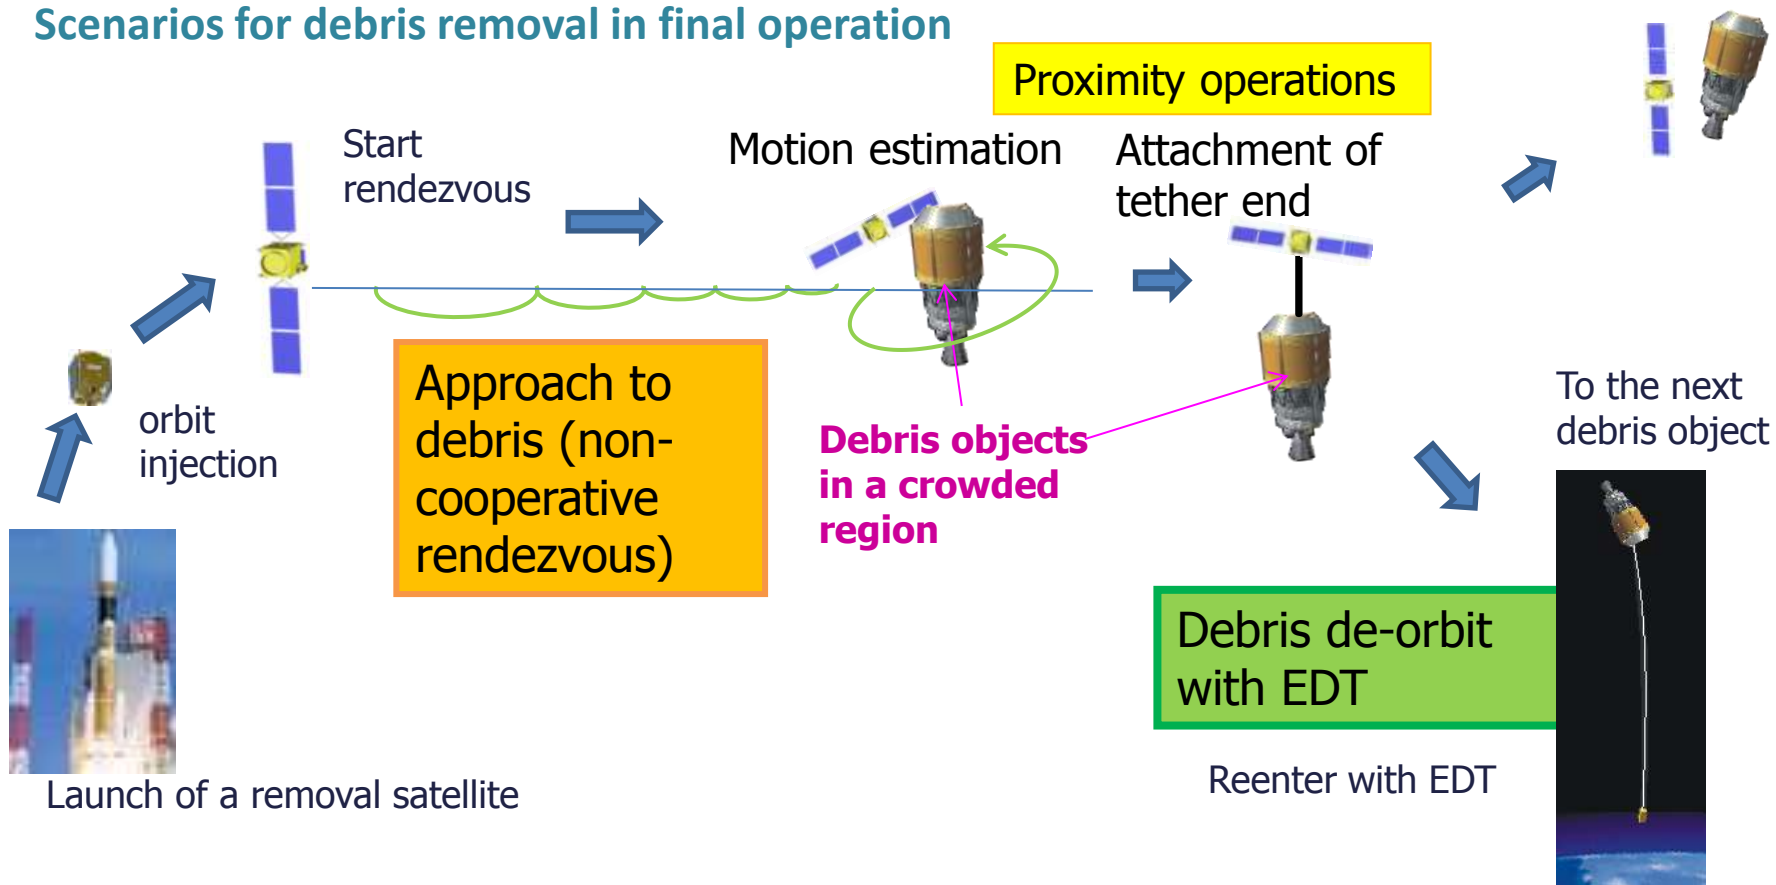 Scenarios for debris removal in final operation
Proximity operations
Start
rendezvous
Motion estimation
Attachment of
tether end
orbit
injection
Approach to
debris (non-
cooperative
rendezvous)
Debris objects
in a crowded
region
To the next
debris object
Debris de-orbit
with EDT
Reenter with EDT
Launch of a removal satellite